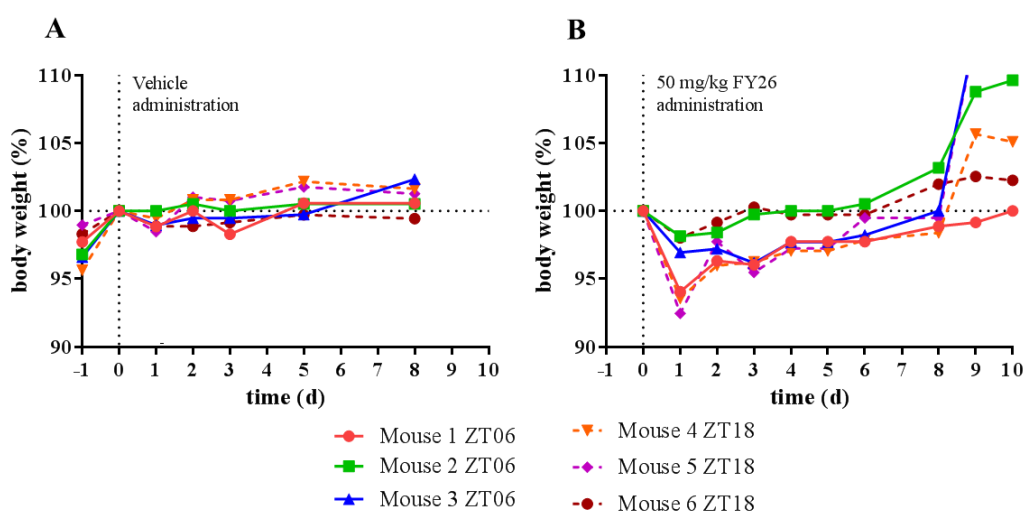 A
110
105
100
95
90
body weight (%)
Vehicle
administration
-1 0 1 2 3 4 5 6 7 8 9 10
time (d)
B
110
105
100
95
90
body weight (%)
50 mg/kg FY26
administration
-1 0 1 2 3 4 5 6 7 8 9 10
time (d)
Mouse 1 ZT06
Mouse 2 ZT06
Mouse 3 ZT06
Mouse 4 ZT18
Mouse 5 ZT18
Mouse 6 ZT18